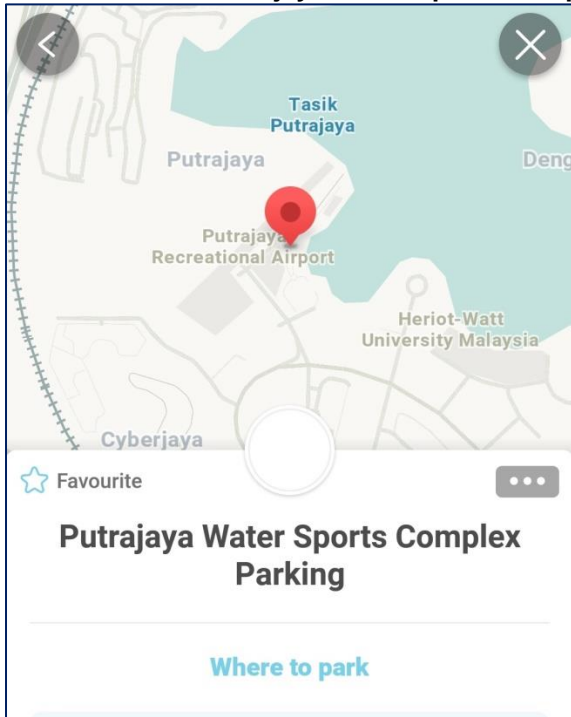 Tasik
Putrajaya
Putrajaya
Deng
Putrajaya
Recreational Airport
Heriot-Watt
University Malaysia
Cyberjaya
Favourite
Putrajaya Water Sports Complex
Parking
Where to park